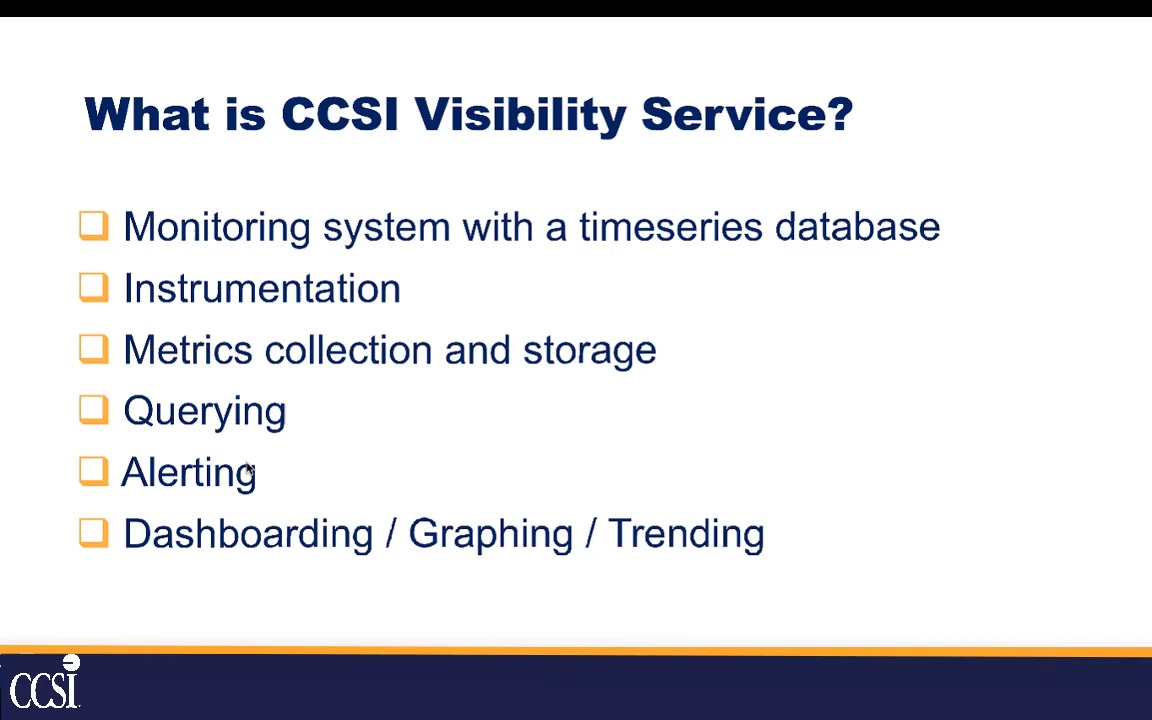 What is CCSI Visibility Service?
Monitoring system with a timeseries database
Instrumentation
Metrics collection and storage
Querying
Alerting
Dashboarding / Graphing / Trending
CCSI